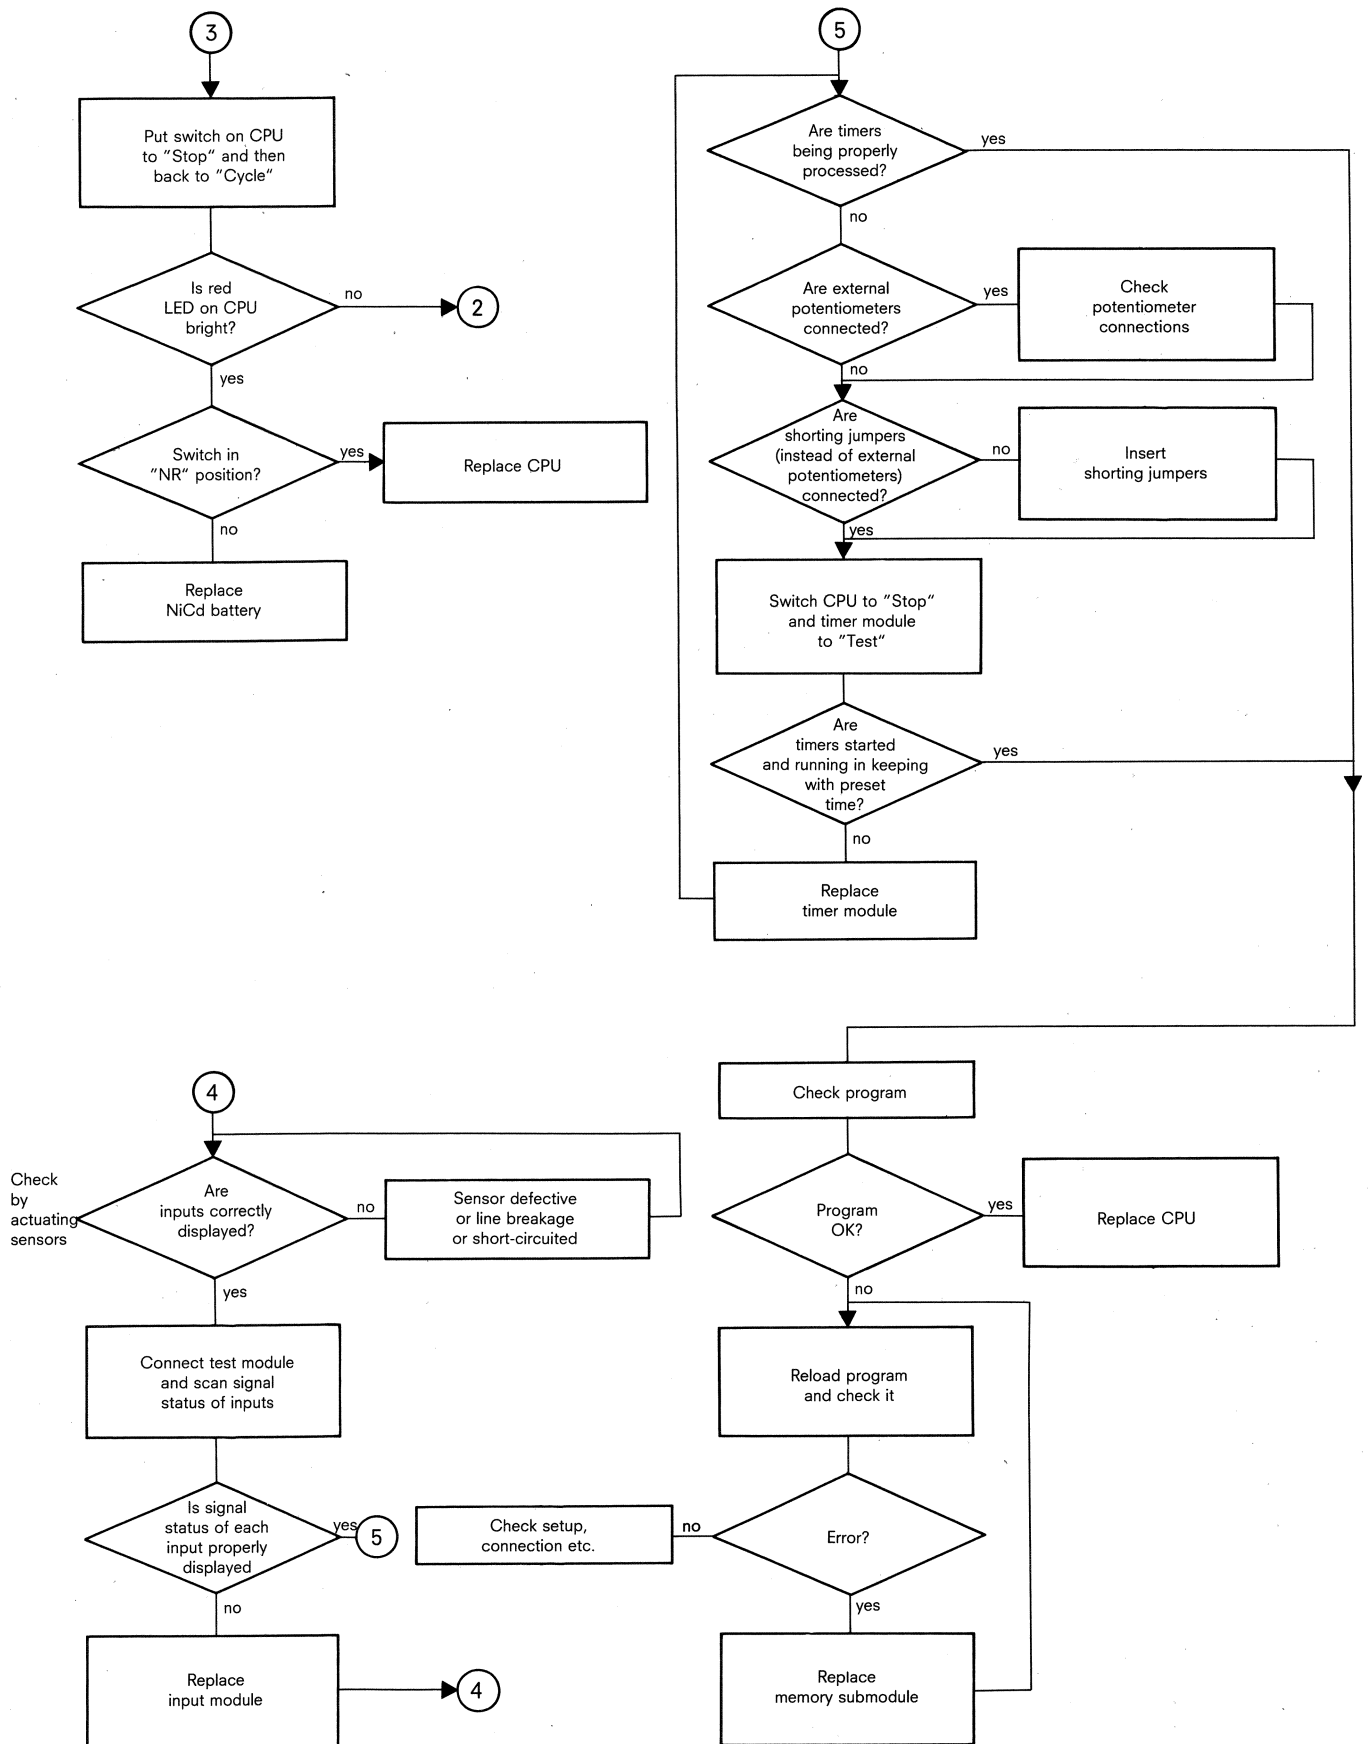 3
Put switch on CPU
to "Stop" and then
back to "Cycle"
Is red
LED on CPU
bright?
no
2
yes
Switch in
"NR" position?
yes
Replace CPU
no
Replace
NiCd battery
4
Check
by
actuating
sensors
Are
inputs correctly
displayed?
no
Sensor defective
or line breakage
or short-circuited
yes
Connect test module
and scan signal
status of inputs
Is signal
status of each
input properly
displayed
yes
5
no
Replace
input module
4
5
Are timers
being properly
processed?
yes
no
Are external
potentiometers
connected?
yes
Check
potentiometer
connections
no
Are
shorting jumpers
(instead of external
potentiometers)
connected?
no
Insert
shorting jumpers
yes
Switch CPU to "Stop"
and timer module
to "Test"
Are
timers started
and running in keeping
with preset
time?
yes
no
Replace
timer module
Check program
Program
OK?
yes
Replace CPU
no
Reload program
and check it
Error?
no
Check setup,
connection etc.
yes
Replace
memory submodule